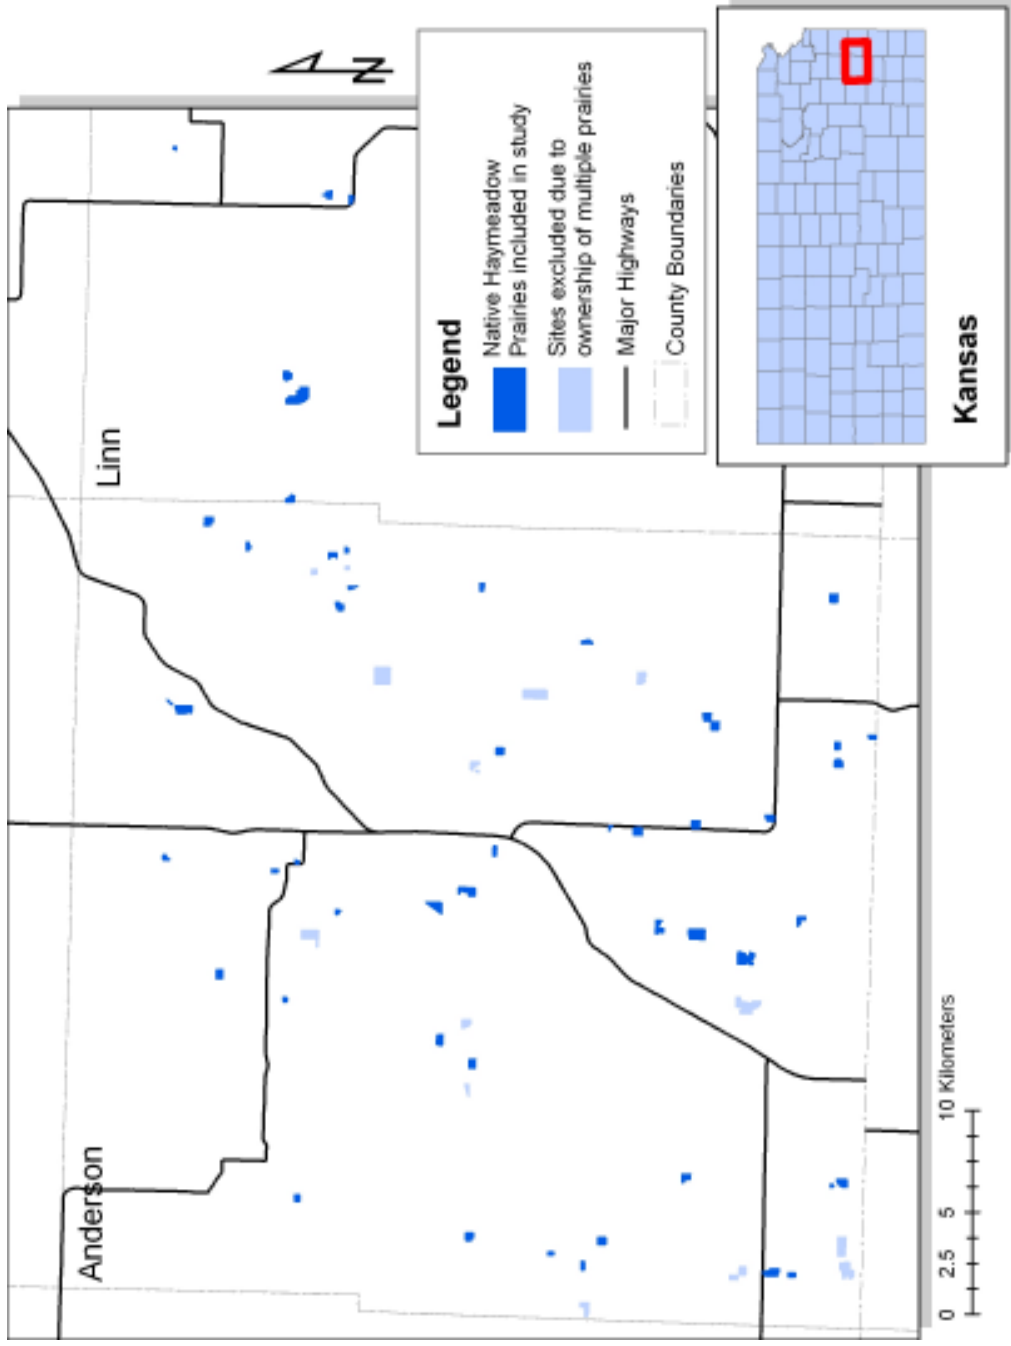 Anderson
Linn
N
Legend
Native Haymeadow
Prairies included in study
Sites excluded due to
ownership of multiple prairies
Major Highways
County Boundaries
Kansas
0 2.5 5 10 Kilometers